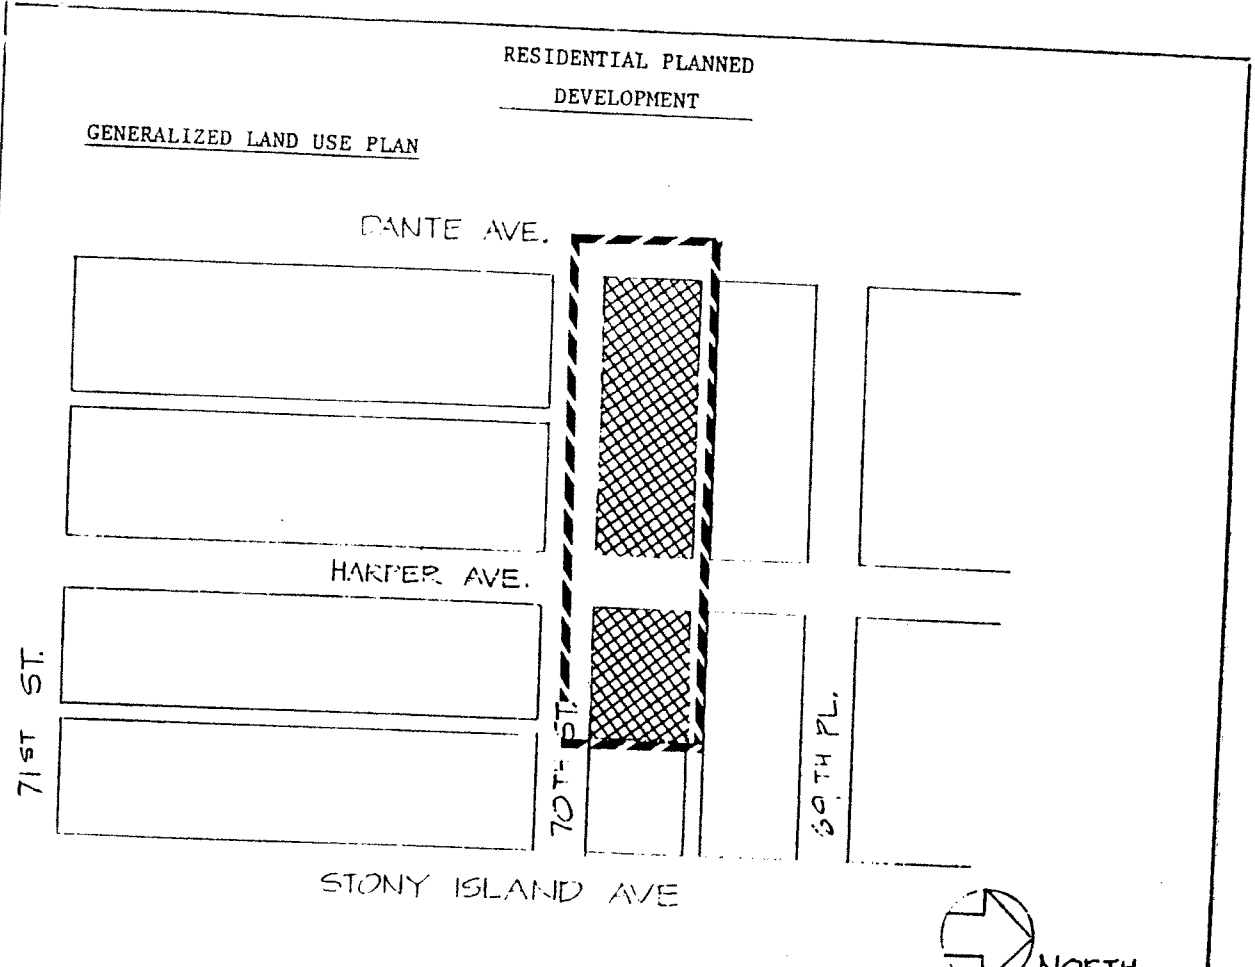 RESIDENTIAL PLANNED
DEVELOPMENT
GENERALIZED LAND USE PLAN
DANTE AVE.
HARPER AVE.
71ST ST.
70TH ST.
69TH PL.
STONY ISLAND AVE
NORTH